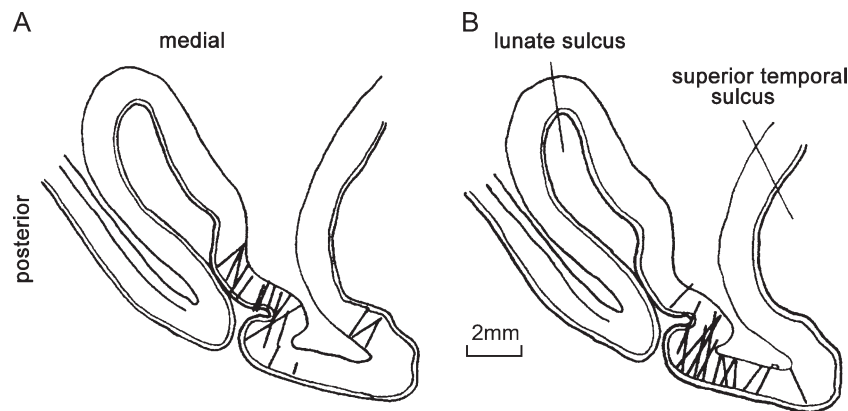 A
medial
posterior
B
lunate sulcus
superior temporal
sulcus
2mm